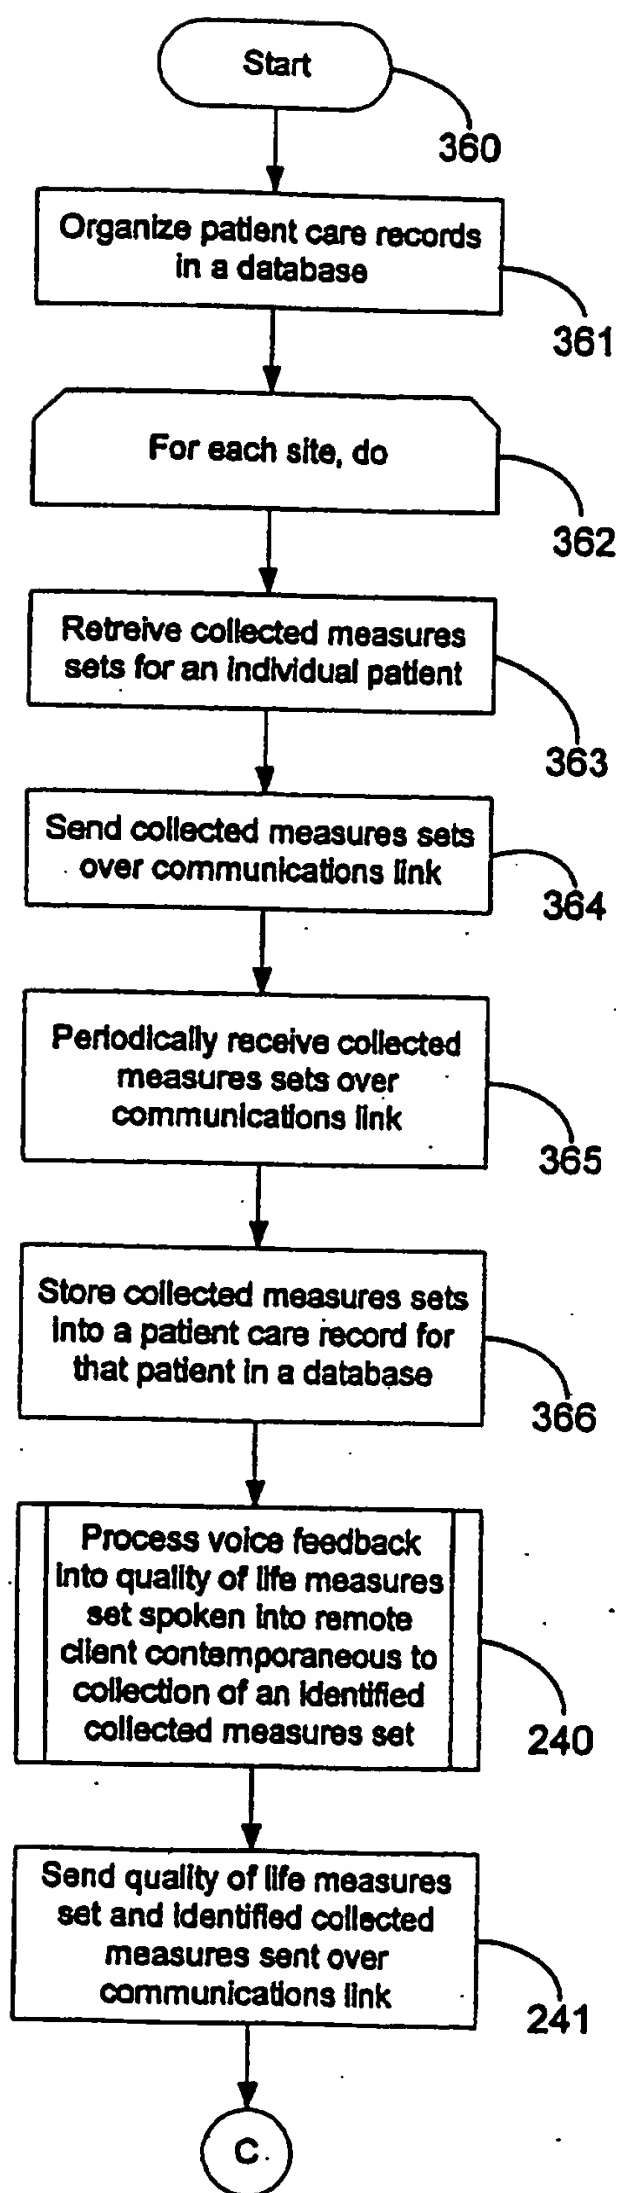 Start
360
Organize patient care records
in a database
361
For each site, do
362
Retreive collected measures
sets for an individual patient
363
Send collected measures sets
over communications link
364
Periodically receive collected
measures sets over
communications link
365
Store collected measures sets
into a patient care record for
that patient in a database
366
Process voice feedback
into quality of life measures
set spoken into remote
client contemporaneous to
collection of an identified
collected measures set
240
Send quality of life measures
set and identified collected
measures sent over
communications link
241
C